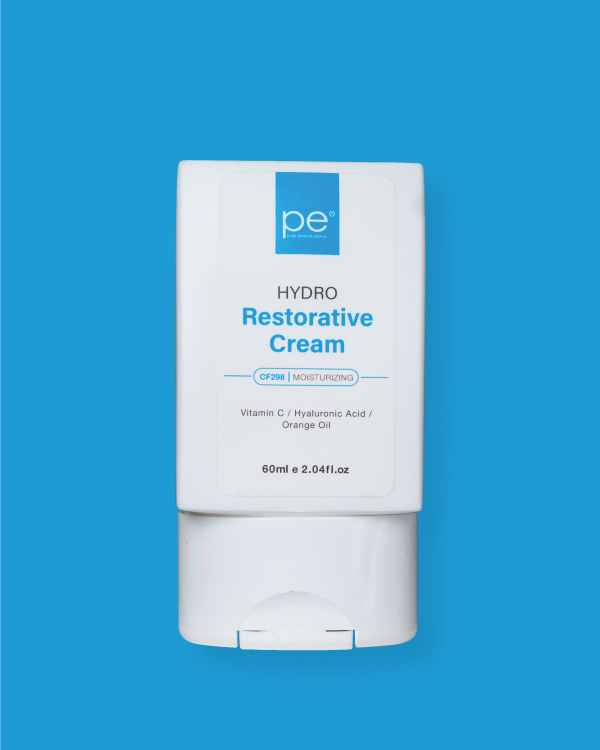 pe®
HYDRO
Restorative
Cream
CF298 | MOISTURIZING
Vitamin C / Hyaluronic Acid /
Orange Oil
60ml e 2.04fl.oz